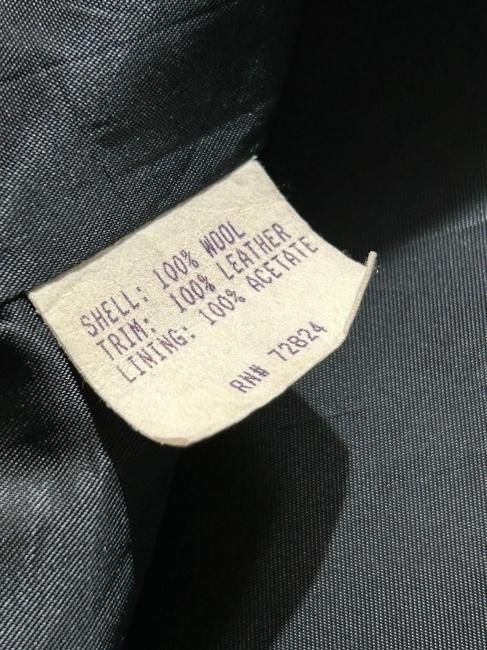 SHELL: 100% WOOL
TRIM: 100% LEATHER
LINING: 100% ACETATE
RN# 72824